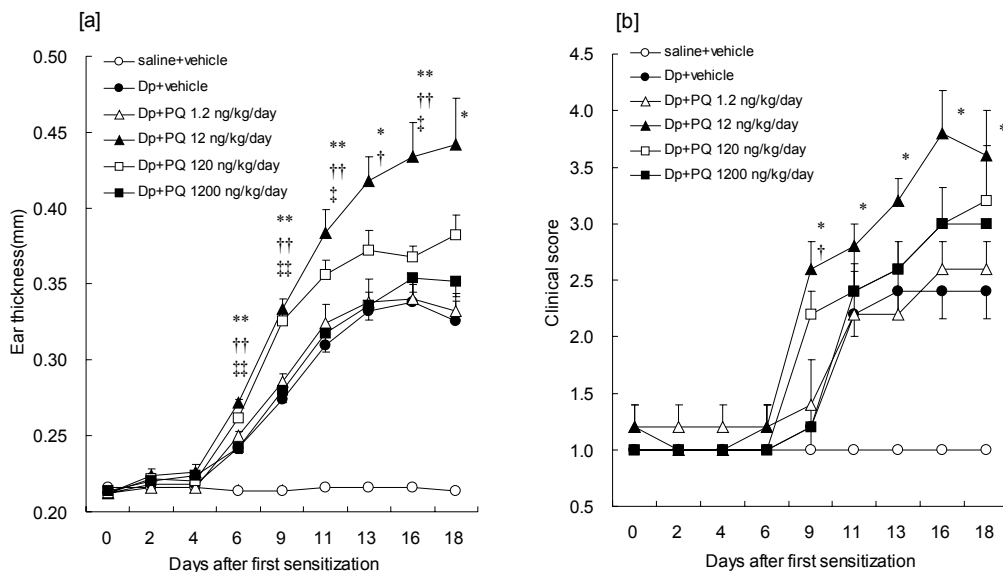 [a]
0.50
0.45
0.40
0.35
0.30
0.25
0.20
Ear thickness(mm)
saline+vehicle
Dp+vehicle
Dp+PQ 1.2 ng/kg/day
Dp+PQ 12 ng/kg/day
Dp+PQ 120 ng/kg/day
Dp+PQ 1200 ng/kg/day
**
††
‡‡
**
††
‡‡
**
††
‡
*
†
**
††
‡
*
0 2 4 6 9 11 13 16 18
Days after first sensitization
[b]
4.5
4.0
3.5
3.0
2.5
2.0
1.5
1.0
0.5
Clinical score
saline+vehicle
Dp+vehicle
Dp+PQ 1.2 ng/kg/day
Dp+PQ 12 ng/kg/day
Dp+PQ 120 ng/kg/day
Dp+PQ 1200 ng/kg/day
*
†
*
*
*
*
0 2 4 6 9 11 13 16 18
Days after first sensitization